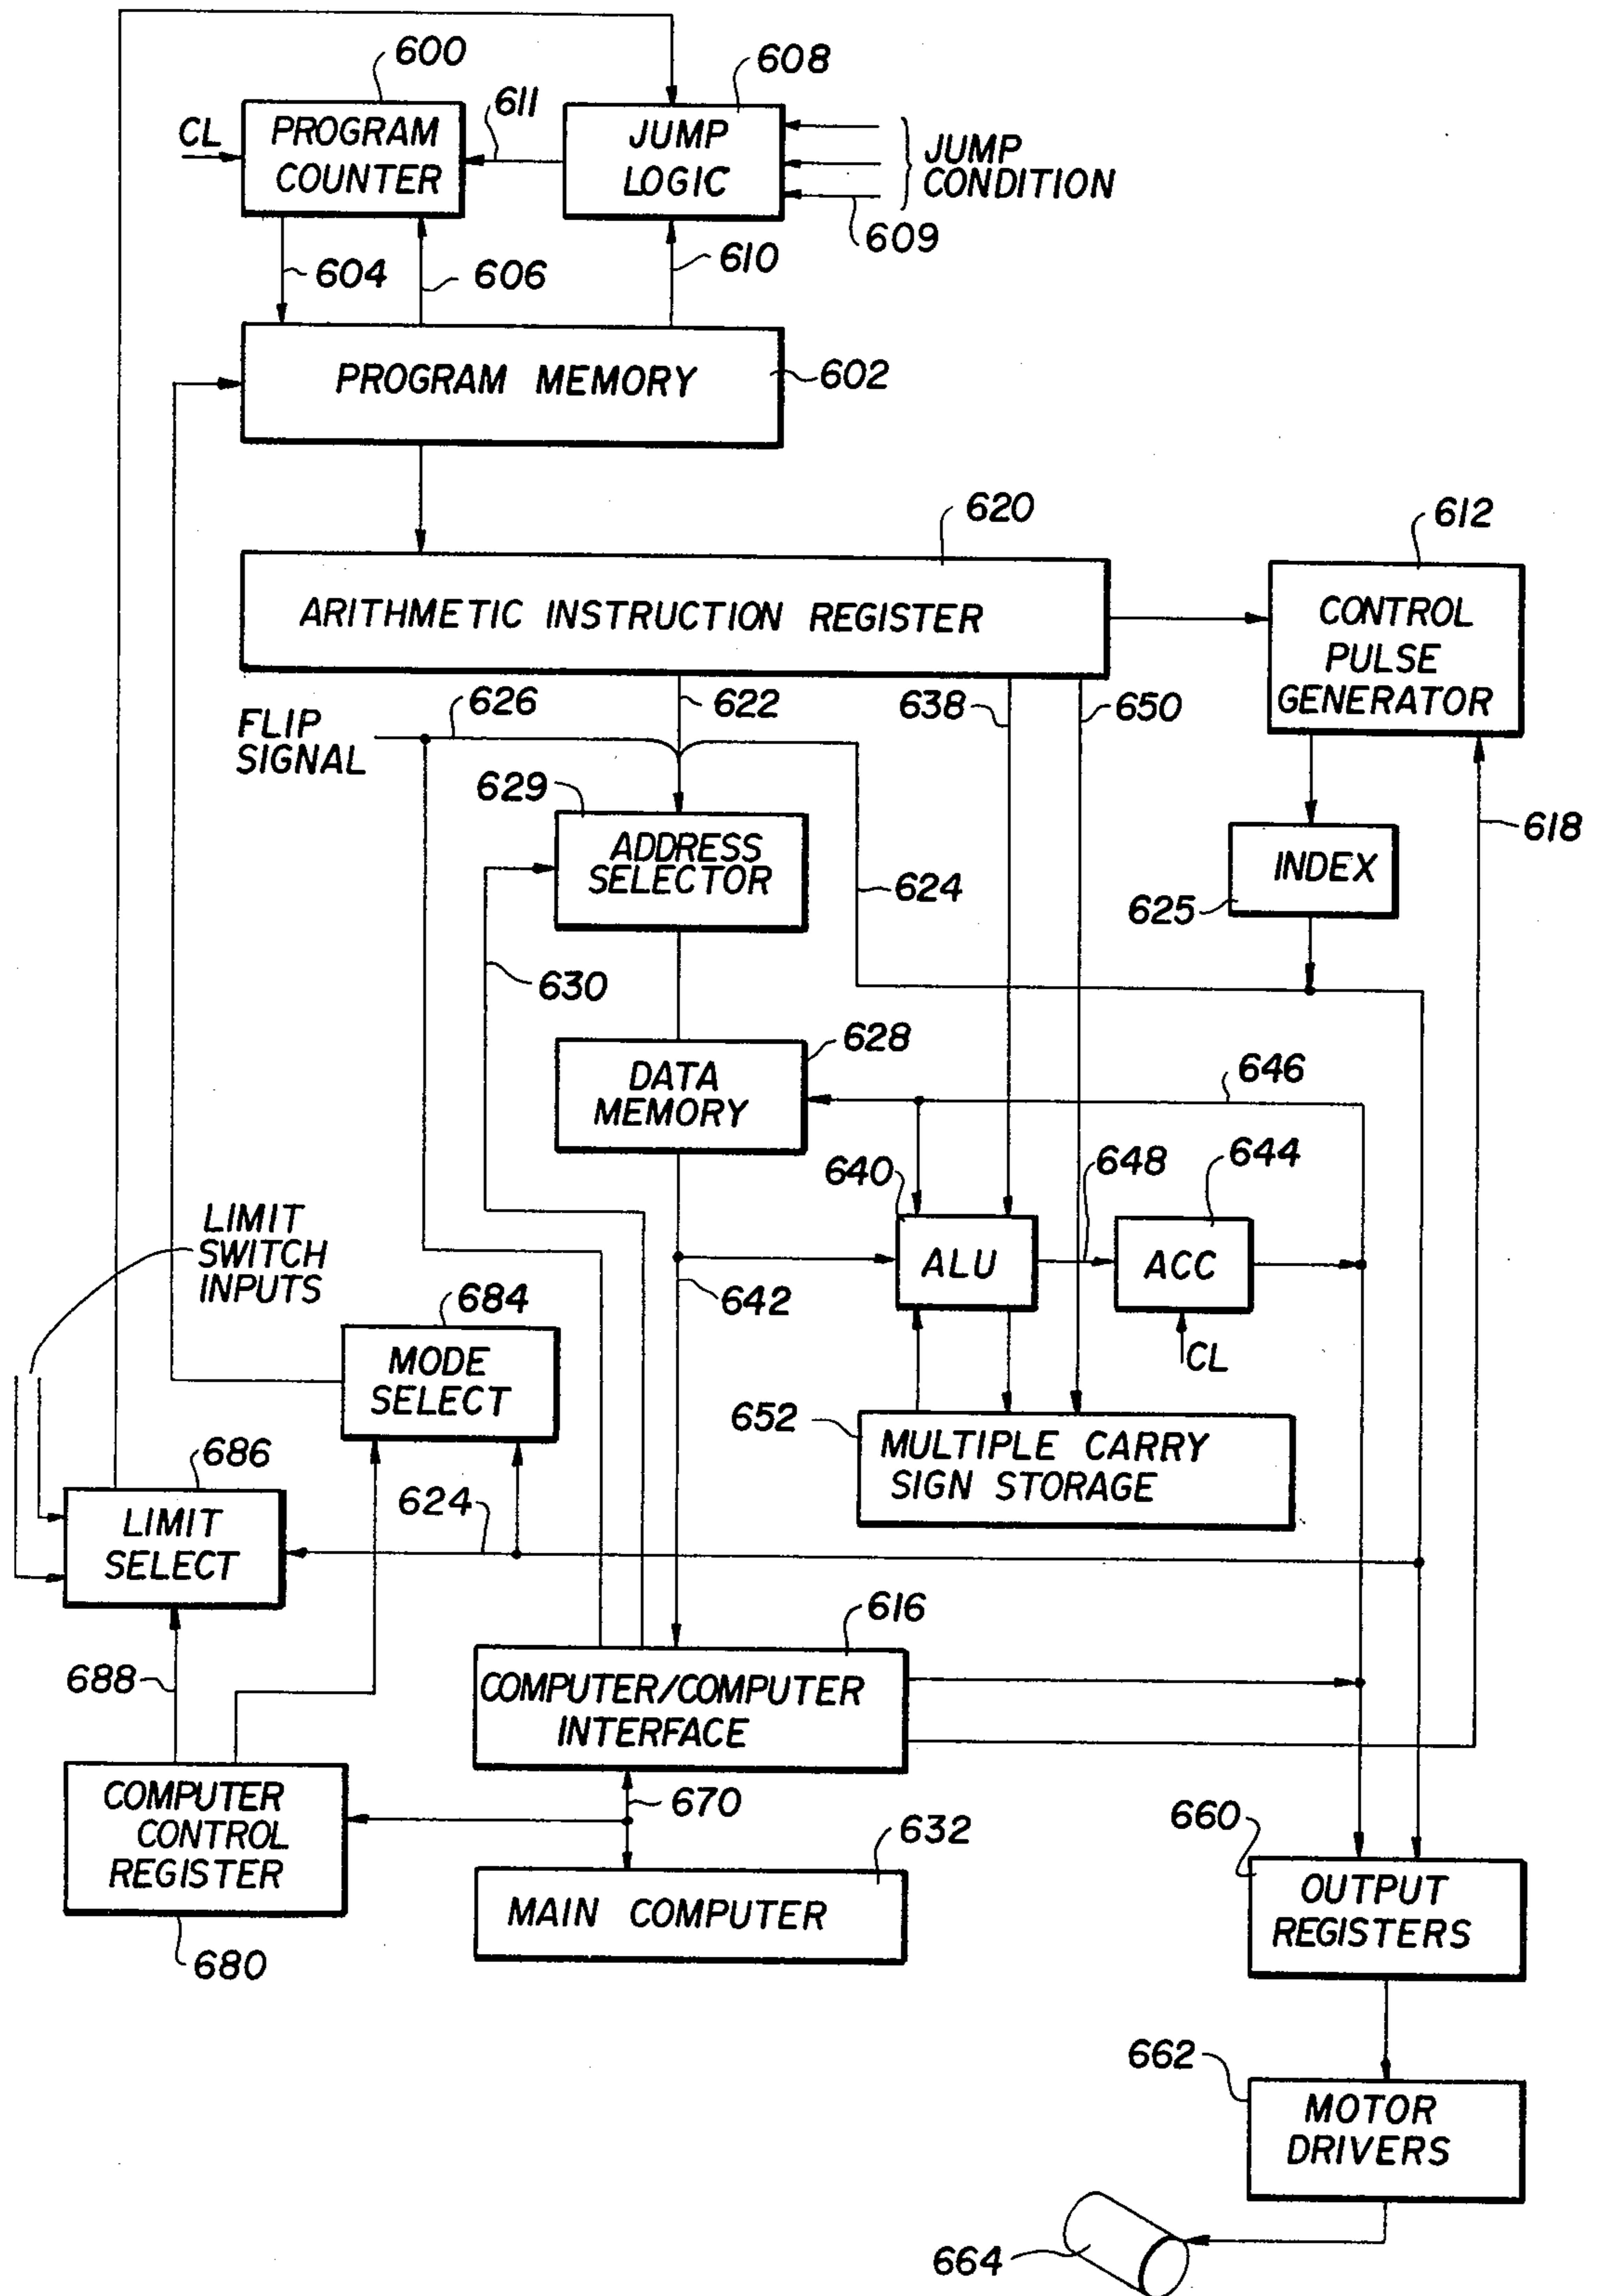 600
608
611
CL
PROGRAM
COUNTER
JUMP
LOGIC
JUMP
CONDITION
609
604
606
610
PROGRAM MEMORY
602
620
612
ARITHMETIC INSTRUCTION REGISTER
CONTROL
PULSE
GENERATOR
626
622
638
650
FLIP
SIGNAL
629
618
ADDRESS
SELECTOR
624
INDEX
625
630
628
DATA
MEMORY
646
640
648
644
LIMIT
SWITCH
INPUTS
ALU
ACC
642
684
CL
MODE
SELECT
652
MULTIPLE CARRY
SIGN STORAGE
686
624
LIMIT
SELECT
616
688
COMPUTER/COMPUTER
INTERFACE
COMPUTER
CONTROL
REGISTER
670
660
632
MAIN COMPUTER
OUTPUT
REGISTERS
680
662
MOTOR
DRIVERS
664